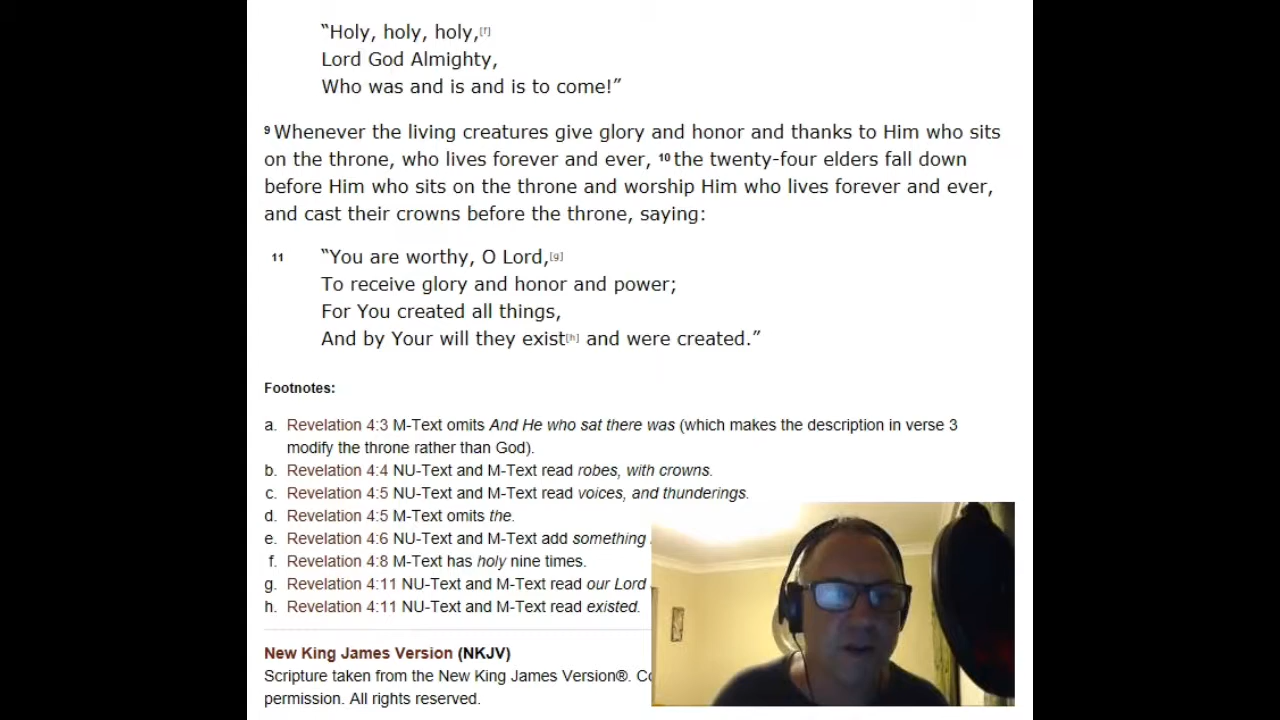 “Holy, holy, holy,[f]
Lord God Almighty,
Who was and is and is to come!”
9 Whenever the living creatures give glory and honor and thanks to Him who sits
on the throne, who lives forever and ever, 10 the twenty-four elders fall down
before Him who sits on the throne and worship Him who lives forever and ever,
and cast their crowns before the throne, saying:
11 “You are worthy, O Lord,[g]
To receive glory and honor and power;
For You created all things,
And by Your will they exist[h] and were created.”
Footnotes:
a. Revelation 4:3 M-Text omits And He who sat there was (which makes the description in verse 3
modify the throne rather than God).
b. Revelation 4:4 NU-Text and M-Text read robes, with crowns.
c. Revelation 4:5 NU-Text and M-Text read voices, and thunderings.
d. Revelation 4:5 M-Text omits the.
e. Revelation 4:6 NU-Text and M-Text add something
f. Revelation 4:8 M-Text has holy nine times.
g. Revelation 4:11 NU-Text and M-Text read our Lord
h. Revelation 4:11 NU-Text and M-Text read existed.
New King James Version (NKJV)
Scripture taken from the New King James Version®.
permission. All rights reserved.